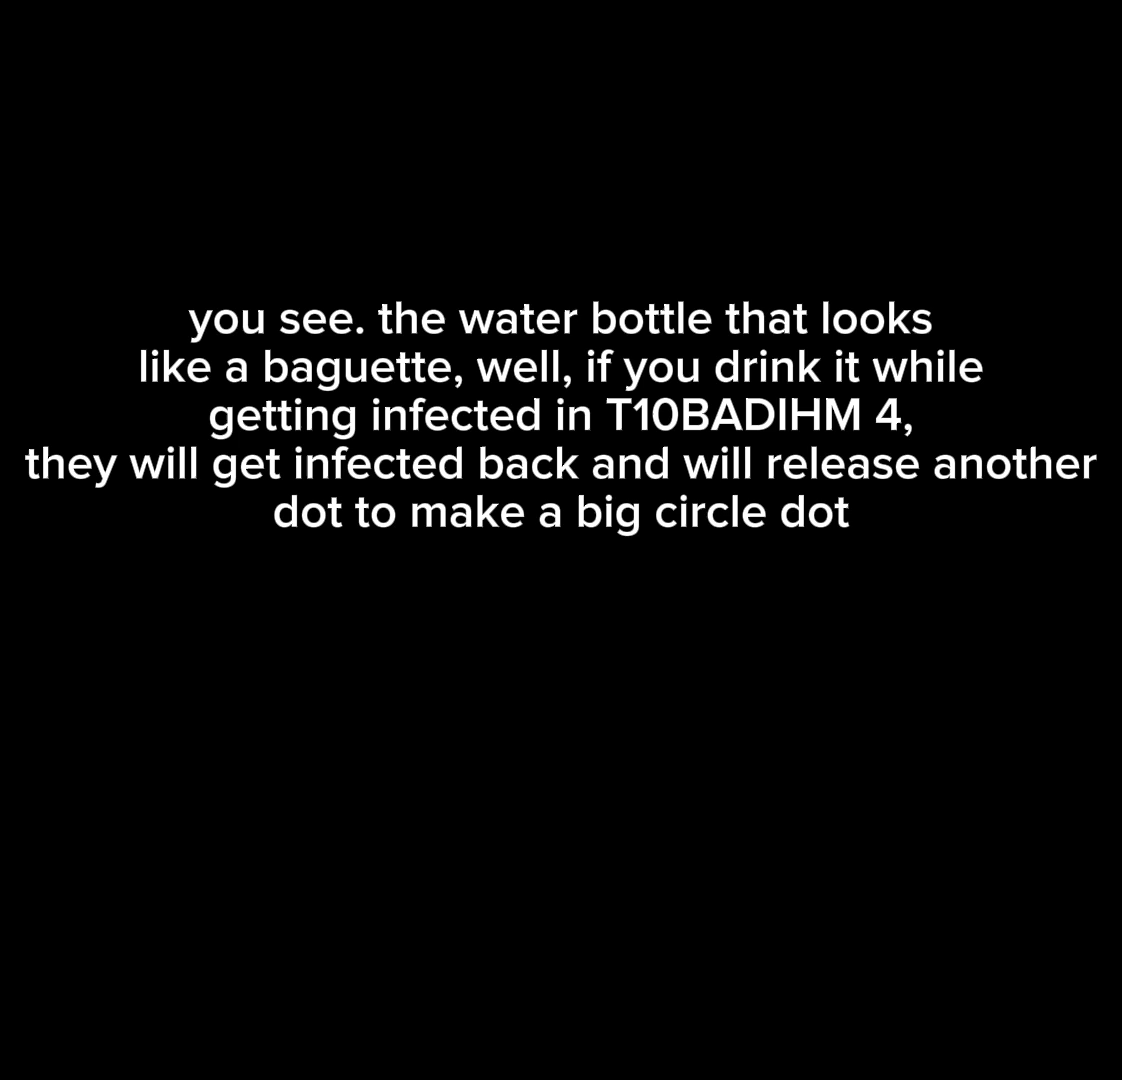 you see. the water bottle that looks
like a baguette, well, if you drink it while
getting infected in T10BADIHM 4,
they will get infected back and will release another
dot to make a big circle dot